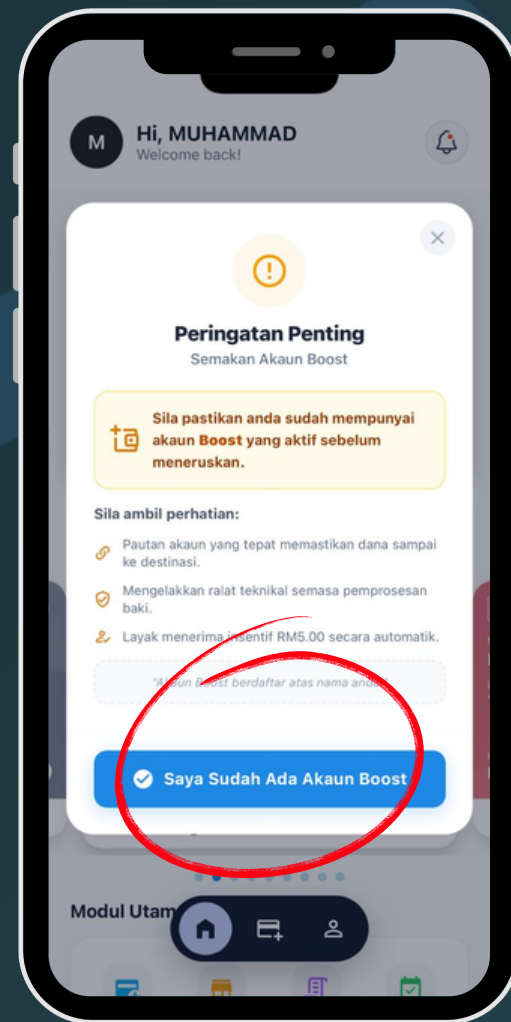 M
Hi, MUHAMMAD
Welcome back!
Peringatan Penting
Semakan Akaun Boost
Sila pastikan anda sudah mempunyai
akaun Boost yang aktif sebelum
meneruskan.
Sila ambil perhatian:
Pautan akaun yang tepat memastikan dana sampai
ke destinasi.
Mengelakkan ralat teknikal semasa pemprosesan
baki.
Layak menerima insentif RM5.00 secara automatik.
"Akaun Boost berdaftar atas nama anda."
Saya Sudah Ada Akaun Boost
Modul Utam